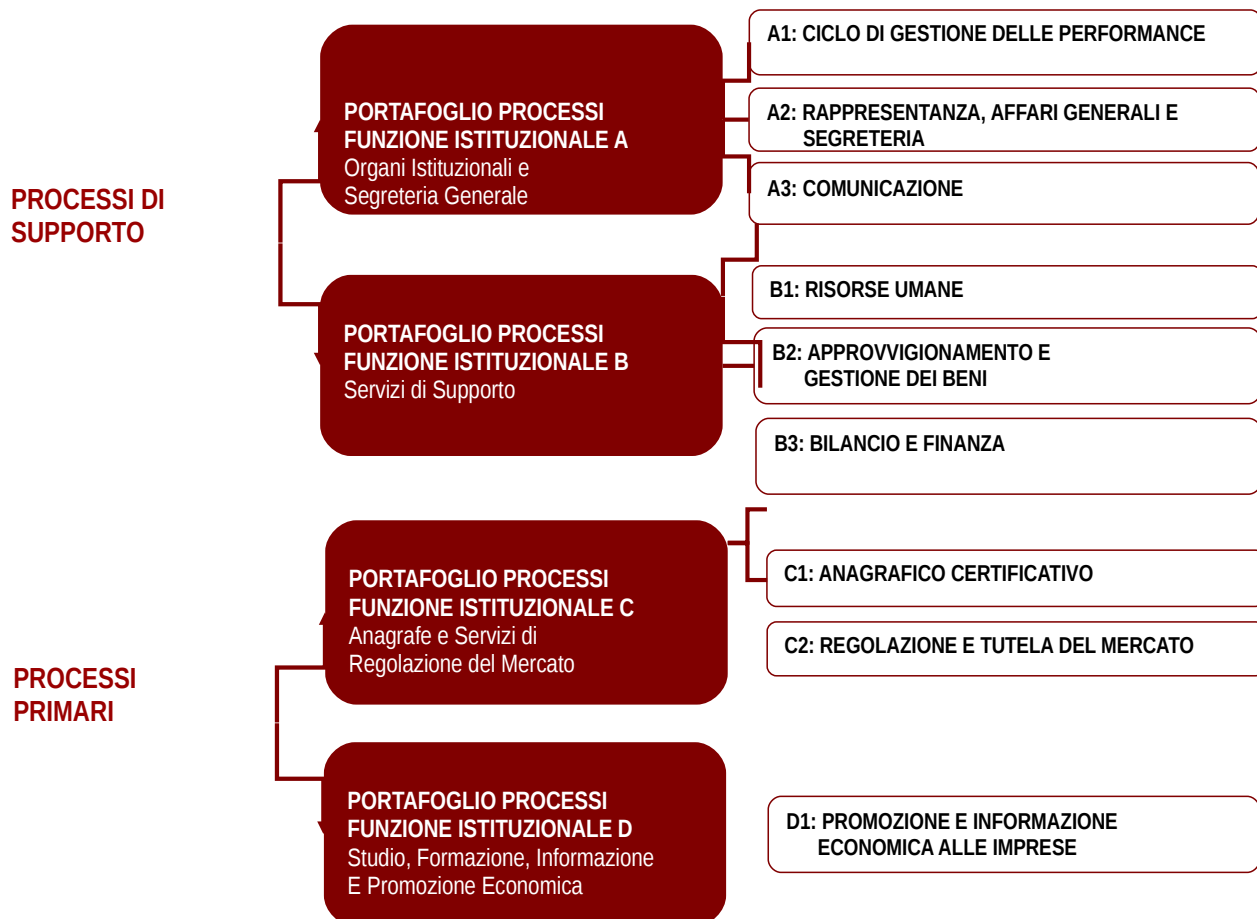 PROCESSI DI
SUPPORTO
PORTAFOGLIO PROCESSI
FUNZIONE ISTITUZIONALE A
Organi Istituzionali e
Segreteria Generale
A1: CICLO DI GESTIONE DELLE PERFORMANCE
A2: RAPPRESENTANZA, AFFARI GENERALI E
SEGRETERIA
A3: COMUNICAZIONE
PORTAFOGLIO PROCESSI
FUNZIONE ISTITUZIONALE B
Servizi di Supporto
B1: RISORSE UMANE
B2: APPROVVIGIONAMENTO E
GESTIONE DEI BENI
B3: BILANCIO E FINANZA
PROCESSI
PRIMARI
PORTAFOGLIO PROCESSI
FUNZIONE ISTITUZIONALE C
Anagrafe e Servizi di
Regolazione del Mercato
C1: ANAGRAFICO CERTIFICATIVO
C2: REGOLAZIONE E TUTELA DEL MERCATO
PORTAFOGLIO PROCESSI
FUNZIONE ISTITUZIONALE D
Studio, Formazione, Informazione
E Promozione Economica
D1: PROMOZIONE E INFORMAZIONE
ECONOMICA ALLE IMPRESE